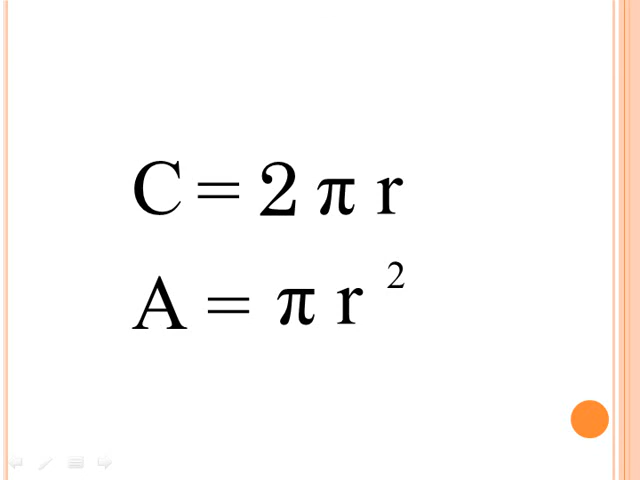 C = 2 π r
A = π r ²